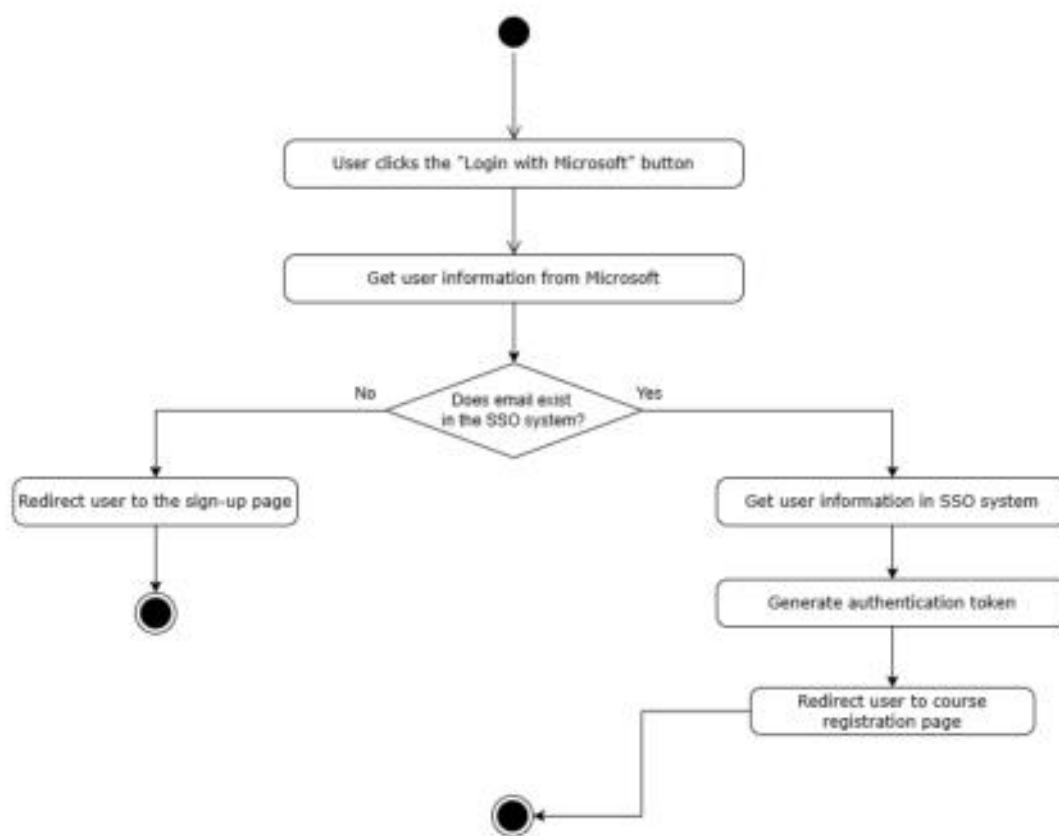 User clicks the "Login with Microsoft" button
Get user information from Microsoft
No
Does email exist
in the SSO system?
Yes
Redirect user to the sign-up page
Get user information in SSO system
Generate authentication token
Redirect user to course
registration page